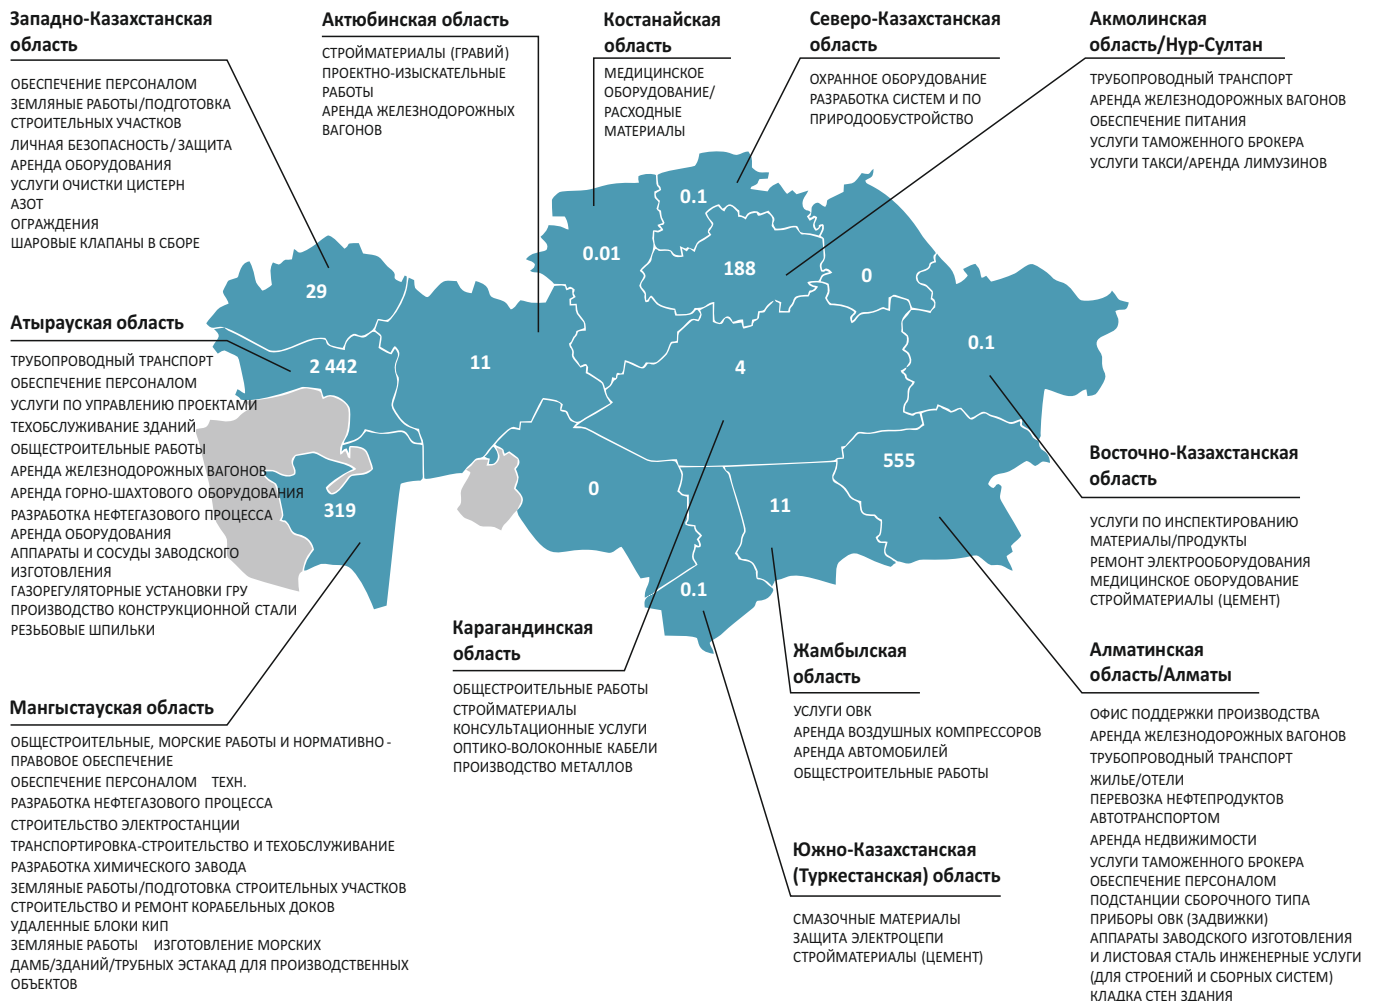 Западно-Казахстанская
область
ОБЕСПЕЧЕНИЕ ПЕРСОНАЛОМ
ЗЕМЛЯНЫЕ РАБОТЫ/ПОДГОТОВКА
СТРОИТЕЛЬНЫХ УЧАСТКОВ
ЛИЧНАЯ БЕЗОПАСНОСТЬ/ЗАЩИТА
АРЕНДА ОБОРУДОВАНИЯ
УСЛУГИ ОЧИСТКИ ЦИСТЕРН
АЗОТ
ОГРАЖДЕНИЯ
ШАРОВЫЕ КЛАПАНЫ В СБОРЕ
Актюбинская область
СТРОЙМАТЕРИАЛЫ (ГРАВИЙ)
ПРОЕКТНО-ИЗЫСКАТЕЛЬНЫЕ
РАБОТЫ
АРЕНДА ЖЕЛЕЗНОДОРОЖНЫХ
ВАГОНОВ
Костанайская
область
МЕДИЦИНСКОЕ
ОБОРУДОВАНИЕ/
РАСХОДНЫЕ
МАТЕРИАЛЫ
Северо-Казахстанская
область
ОХРАННОЕ ОБОРУДОВАНИЕ
РАЗРАБОТКА СИСТЕМ И ПО
ПРИРОДООБУСТРОЙСТВО
Акмолинская
область/Нур-Султан
ТРУБОПРОВОДНЫЙ ТРАНСПОРТ
АРЕНДА ЖЕЛЕЗНОДОРОЖНЫХ ВАГОНОВ
ОБЕСПЕЧЕНИЕ ПИТАНИЯ
УСЛУГИ ТАМОЖЕННОГО БРОКЕРА
УСЛУГИ ТАКСИ/АРЕНДА ЛИМУЗИНОВ
0.1
0.01
188
0
29
0.1
2 442
11
4
555
0
11
319
0.1
Атырауская область
ТРУБОПРОВОДНЫЙ ТРАНСПОРТ
ОБЕСПЕЧЕНИЕ ПЕРСОНАЛОМ
УСЛУГИ ПО УПРАВЛЕНИЮ ПРОЕКТАМИ
ТЕХОБСЛУЖИВАНИЕ ЗДАНИЙ
ОБЩЕСТРОИТЕЛЬНЫЕ РАБОТЫ
АРЕНДА ЖЕЛЕЗНОДОРОЖНЫХ ВАГОНОВ
АРЕНДА ГОРНО-ШАХТОВОГО ОБОРУДОВАНИЯ
РАЗРАБОТКА НЕФТЕГАЗОВОГО ПРОЦЕССА
АРЕНДА ОБОРУДОВАНИЯ
АППАРАТЫ И СОСУДЫ ЗАВОДСКОГО
ИЗГОТОВЛЕНИЯ
ГАЗОРЕГУЛЯТОРНЫЕ УСТАНОВКИ ГРУ
ПРОИЗВОДСТВО КОНСТРУКЦИОННОЙ СТАЛИ
РЕЗЬБОВЫЕ ШПИЛЬКИ
Мангыстауская область
ОБЩЕСТРОИТЕЛЬНЫЕ, МОРСКИЕ РАБОТЫ И НОРМАТИВНО-
ПРАВОВОЕ ОБЕСПЕЧЕНИЕ
ОБЕСПЕЧЕНИЕ ПЕРСОНАЛОМ ТЕХН.
РАЗРАБОТКА НЕФТЕГАЗОВОГО ПРОЦЕССА
СТРОИТЕЛЬСТВО ЭЛЕКТРОСТАНЦИИ
ТРАНСПОРТИРОВКА-СТРОИТЕЛЬСТВО И ТЕХОБСЛУЖИВАНИЕ
РАЗРАБОТКА ХИМИЧЕСКОГО ЗАВОДА
ЗЕМЛЯНЫЕ РАБОТЫ/ПОДГОТОВКА СТРОИТЕЛЬНЫХ УЧАСТКОВ
СТРОИТЕЛЬСТВО И РЕМОНТ КОРАБЕЛЬНЫХ ДОКОВ
УДАЛЕННЫЕ БЛОКИ КИП
ЗЕМЛЯНЫЕ РАБОТЫ ИЗГОТОВЛЕНИЕ МОРСКИХ
ДАМБ/ЗДАНИЙ/ТРУБНЫХ ЭСТАКАД ДЛЯ ПРОИЗВОДСТВЕННЫХ
ОБЪЕКТОВ
Карагандинская
область
ОБЩЕСТРОИТЕЛЬНЫЕ РАБОТЫ
СТРОЙМАТЕРИАЛЫ
КОНСУЛЬТАЦИОННЫЕ УСЛУГИ
ОПТИКО-ВОЛОКОННЫЕ КАБЕЛИ
ПРОИЗВОДСТВО МЕТАЛЛОВ
Жамбылская
область
УСЛУГИ ОВК
АРЕНДА ВОЗДУШНЫХ КОМПРЕССОРОВ
АРЕНДА АВТОМОБИЛЕЙ
ОБЩЕСТРОИТЕЛЬНЫЕ РАБОТЫ
Южно-Казахстанская
(Туркестанская) область
СМАЗОЧНЫЕ МАТЕРИАЛЫ
ЗАЩИТА ЭЛЕКТРОЦЕПИ
СТРОЙМАТЕРИАЛЫ (ЦЕМЕНТ)
Восточно-Казахстанская
область
УСЛУГИ ПО ИНСПЕКТИРОВАНИЮ
МАТЕРИАЛЫ/ПРОДУКТЫ
РЕМОНТ ЭЛЕКТРООБОРУДОВАНИЯ
МЕДИЦИНСКОЕ ОБОРУДОВАНИЕ
СТРОЙМАТЕРИАЛЫ (ЦЕМЕНТ)
Алматинская
область/Алматы
ОФИС ПОДДЕРЖКИ ПРОИЗВОДСТВА
АРЕНДА ЖЕЛЕЗНОДОРОЖНЫХ ВАГОНОВ
ТРУБОПРОВОДНЫЙ ТРАНСПОРТ
ЖИЛЬЕ/ОТЕЛИ
ПЕРЕВОЗКА НЕФТЕПРОДУКТОВ
АВТОТРАНСПОРТОМ
АРЕНДА НЕДВИЖИМОСТИ
УСЛУГИ ТАМОЖЕННОГО БРОКЕРА
ОБЕСПЕЧЕНИЕ ПЕРСОНАЛОМ
ПОДСТАНЦИИ СБОРОЧНОГО ТИПА
ПРИБОРЫ ОВК (ЗАДВИЖКИ)
АППАРАТЫ ЗАВОДСКОГО ИЗГОТОВЛЕНИЯ
И ЛИСТОВАЯ СТАЛЬ ИНЖЕНЕРНЫЕ УСЛУГИ
(ДЛЯ СТРОЕНИЙ И СБОРНЫХ СИСТЕМ)
КЛАДКА СТЕН ЗДАНИЯ